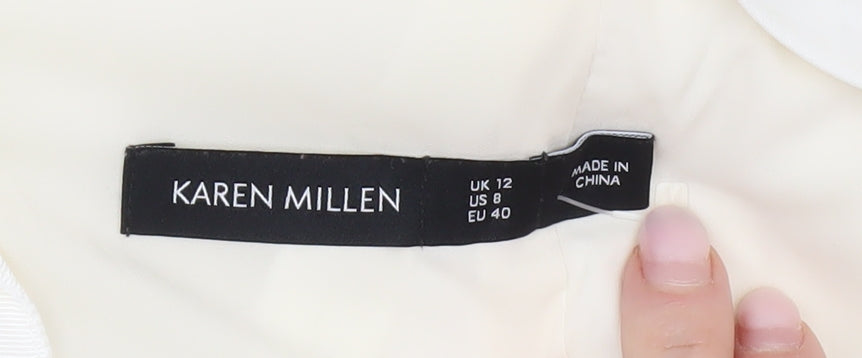 KAREN MILLEN
UK 12
US 8
EU 40
MADE IN
CHINA